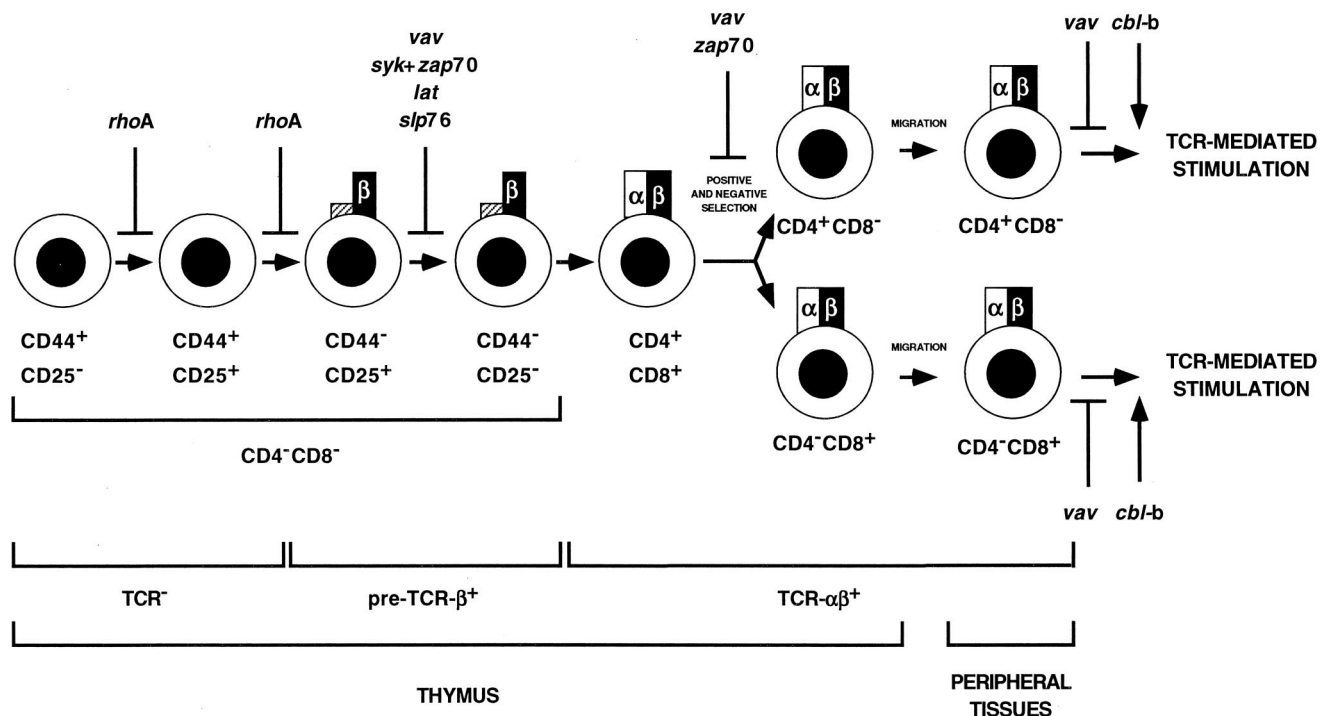 vav
syk+zap70
lat
slp76
rhoA
rhoA
vav
zap70
vav cbl-b
β
β
α β
α β
α β
α β
α β
POSITIVE
AND NEGATIVE
SELECTION
MIGRATION
MIGRATION
TCR-MEDIATED
STIMULATION
TCR-MEDIATED
STIMULATION
CD44⁺
CD25⁻
CD44⁺
CD25⁺
CD44⁻
CD25⁺
CD44⁻
CD25⁻
CD4⁺
CD8⁺
CD4⁺CD8⁻
CD4⁺CD8⁻
CD4⁻CD8⁺
CD4⁻CD8⁺
CD4⁻CD8⁻
vav cbl-b
TCR⁻
pre-TCR-β⁺
TCR-αβ⁺
THYMUS
PERIPHERAL
TISSUES